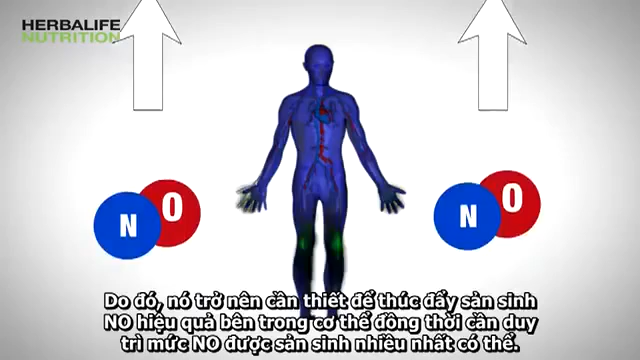 HERBALIFE
NUTRITION
N O
N O
Do đó, nó trở nên cần thiết để thúc đẩy sản sinh
NO hiệu quả bên trong cơ thể đồng thời cần duy
trì mức NO được sản sinh nhiều nhất có thể.